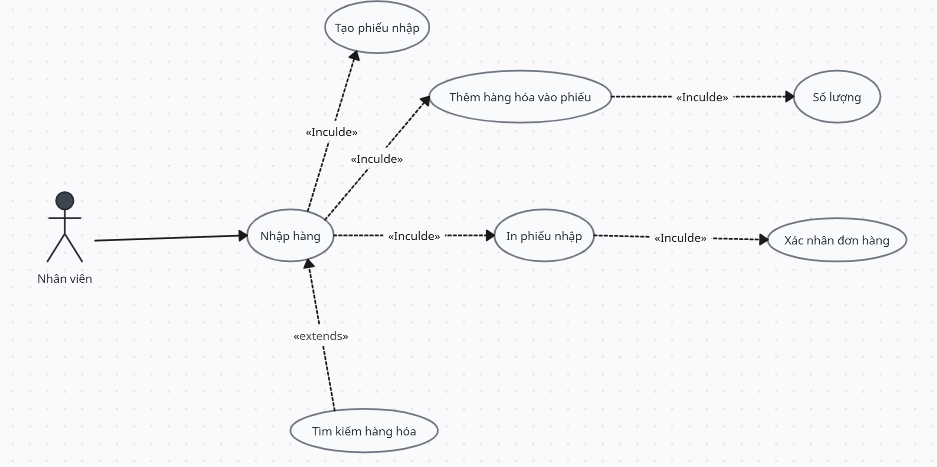 Tạo phiếu nhập
Thêm hàng hóa vào phiếu
«Inculde»
Số lượng
«Inculde»
«Inculde»
Nhập hàng
«Inculde»
In phiếu nhập
«Inculde»
Xác nhân đơn hàng
Nhân viên
«extends»
Tìm kiếm hàng hóa